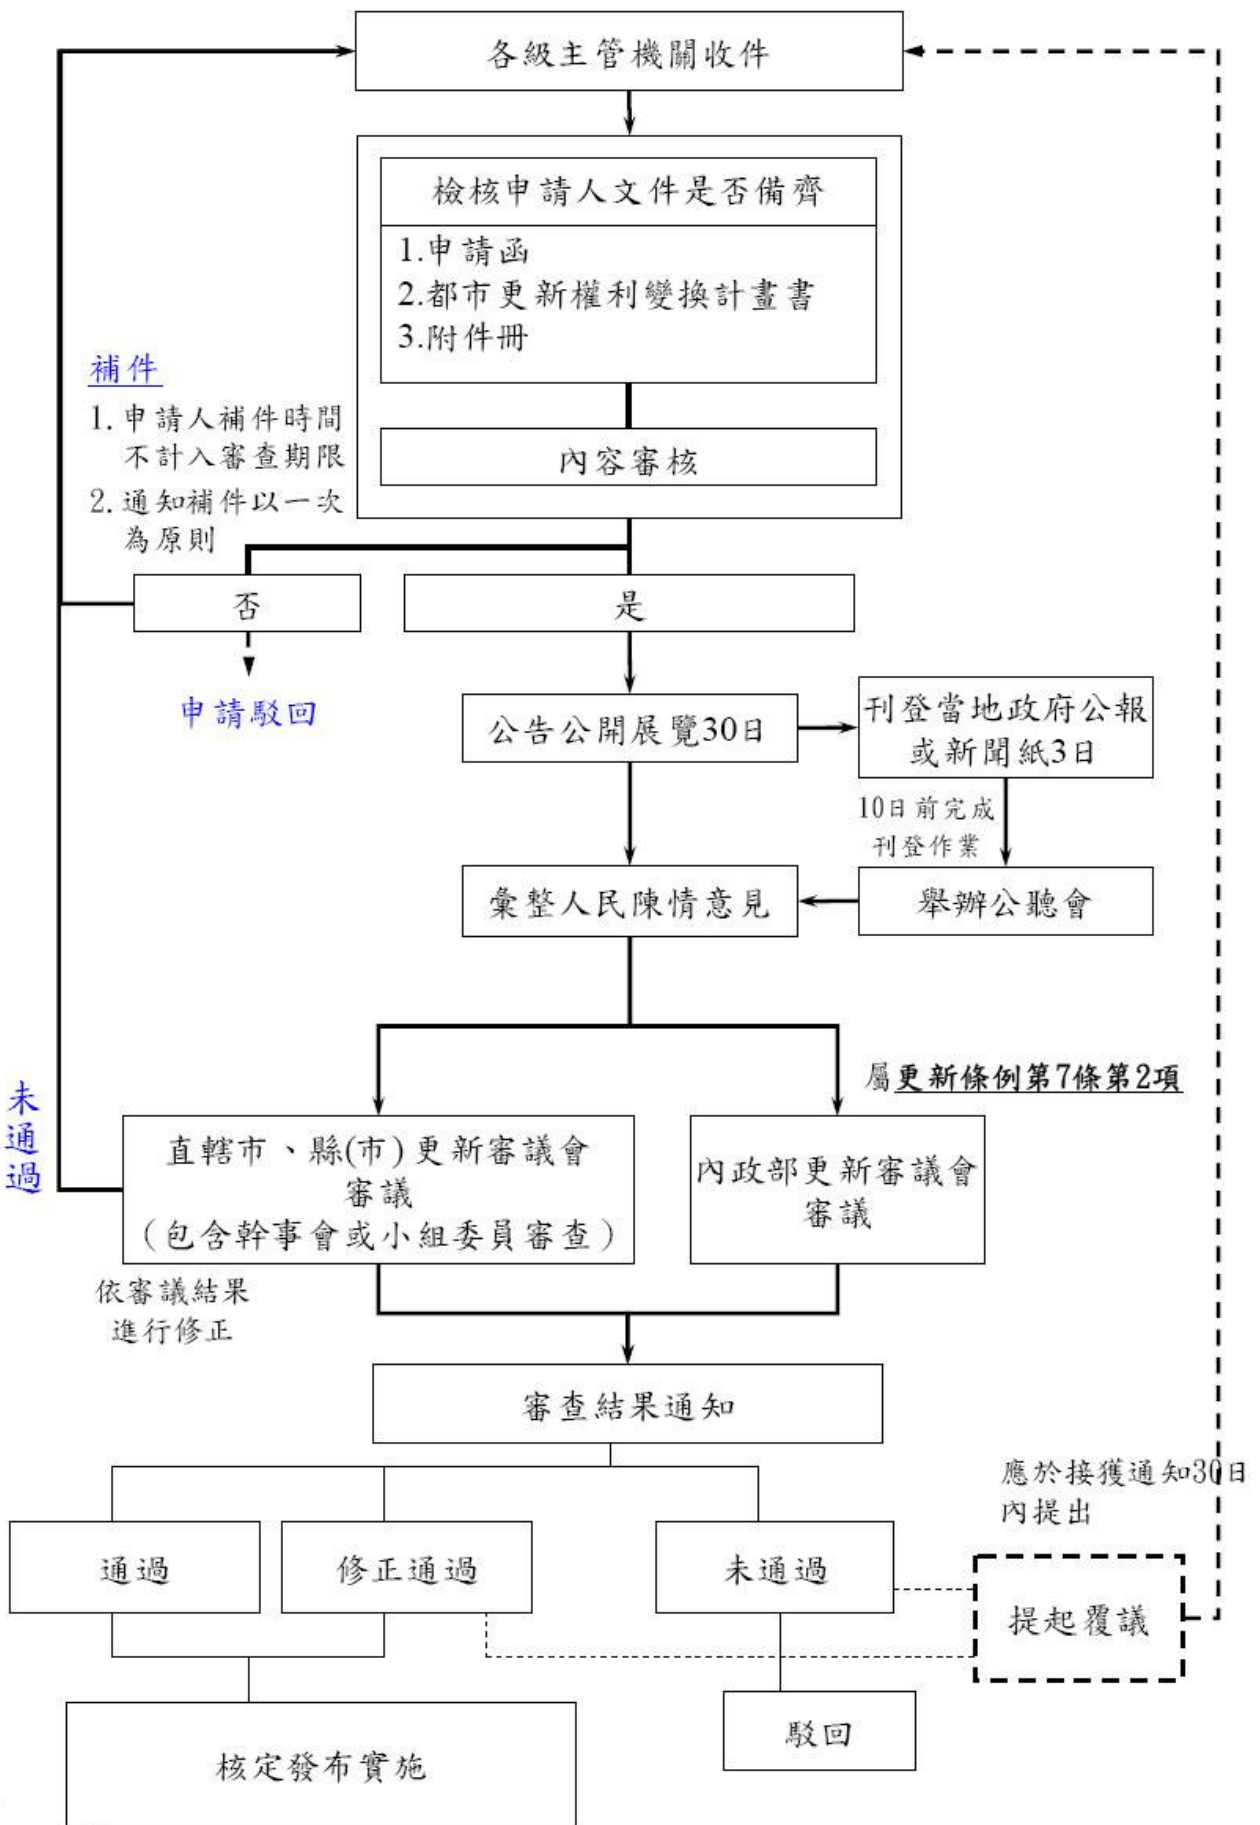 各級主管機關收件
檢核申請人文件是否備齊
1.申請函
2.都市更新權利變換計畫書
3.附件冊
內容審核
補件
1.申請人補件時間
不計入審查期限
2.通知補件以一次
為原則
否
是
申請駁回
公告公開展覽30日
刊登當地政府公報
或新聞紙3日
10日前完成
刊登作業
彙整人民陳情意見
舉辦公聽會
屬更新條例第7條第2項
未通過
直轄市、縣(市)更新審議會
審議
(包含幹事會或小組委員審查)
內政部更新審議會
審議
依審議結果
進行修正
審查結果通知
應於接獲通知30日
內提出
通過
修正通過
未通過
提起覆議
駁回
核定發布實施